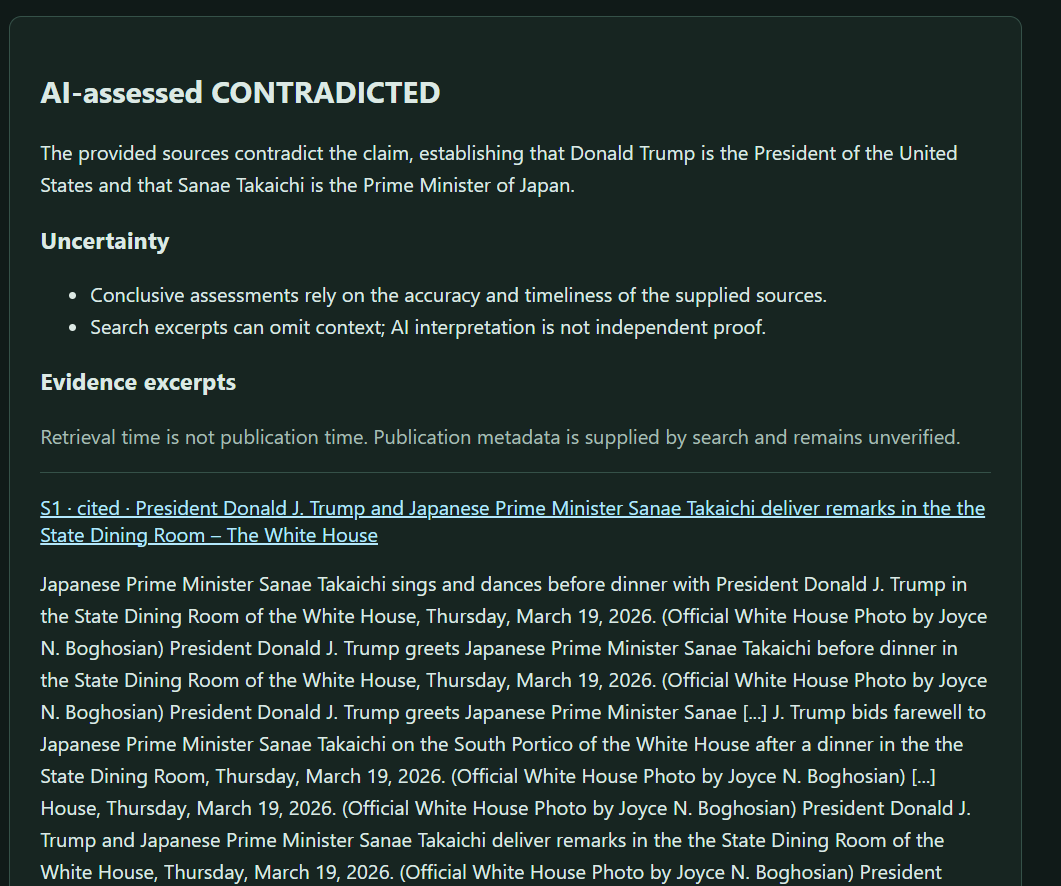 AI-assessed CONTRADICTED
The provided sources contradict the claim, establishing that Donald Trump is the President of the United
States and that Sanae Takaichi is the Prime Minister of Japan.
Uncertainty
• Conclusive assessments rely on the accuracy and timeliness of the supplied sources.
• Search excerpts can omit context; AI interpretation is not independent proof.
Evidence excerpts
Retrieval time is not publication time. Publication metadata is supplied by search and remains unverified.
S1 · cited · President Donald J. Trump and Japanese Prime Minister Sanae Takaichi deliver remarks in the the
State Dining Room – The White House
Japanese Prime Minister Sanae Takaichi sings and dances before dinner with President Donald J. Trump in
the State Dining Room of the White House, Thursday, March 19, 2026. (Official White House Photo by Joyce
N. Boghosian) President Donald J. Trump greets Japanese Prime Minister Sanae Takaichi before dinner in
the State Dining Room of the White House, Thursday, March 19, 2026. (Official White House Photo by Joyce
N. Boghosian) President Donald J. Trump greets Japanese Prime Minister Sanae [...] J. Trump bids farewell to
Japanese Prime Minister Sanae Takaichi on the South Portico of the White House after a dinner in the the
State Dining Room, Thursday, March 19, 2026. (Official White House Photo by Joyce N. Boghosian) [...]
House, Thursday, March 19, 2026. (Official White House Photo by Joyce N. Boghosian) President Donald J.
Trump and Japanese Prime Minister Sanae Takaichi deliver remarks in the the State Dining Room of the
White House, Thursday, March 19, 2026. (Official White House Photo by Joyce N. Boghosian) President